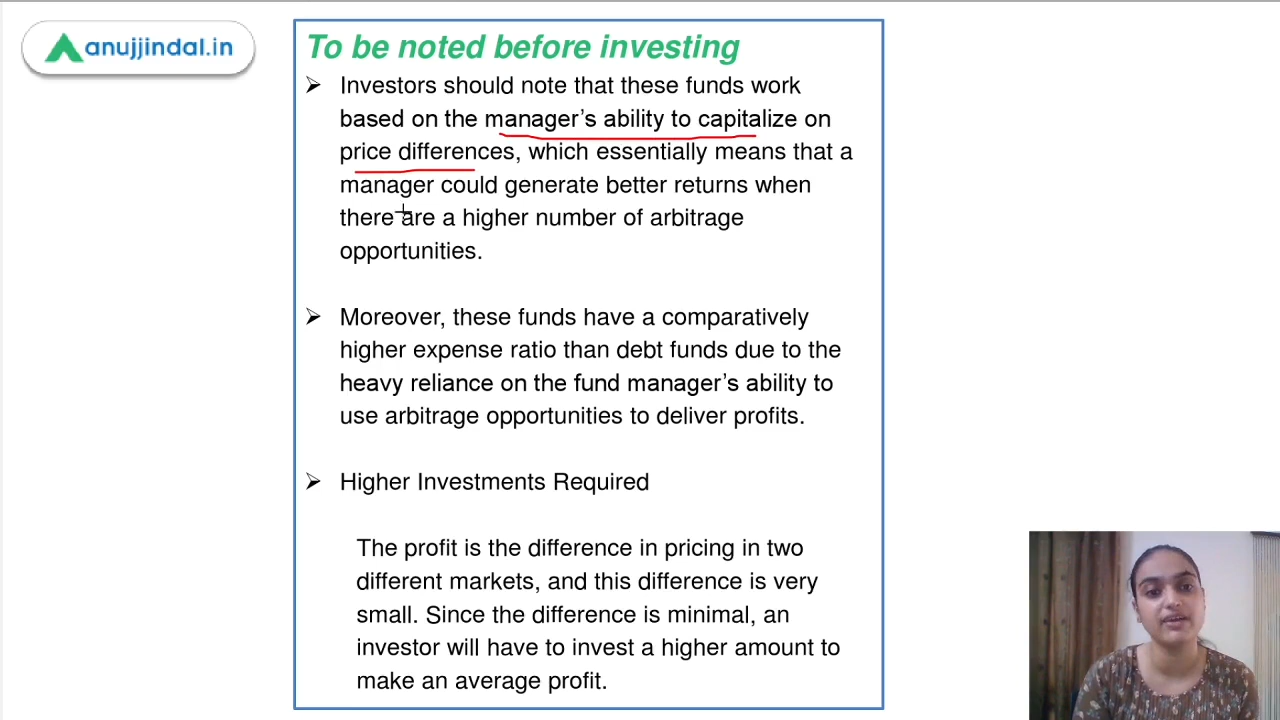 anujjindal.in
To be noted before investing
➢ Investors should note that these funds work
based on the manager’s ability to capitalize on
price differences, which essentially means that a
manager could generate better returns when
there are a higher number of arbitrage
opportunities.
➢ Moreover, these funds have a comparatively
higher expense ratio than debt funds due to the
heavy reliance on the fund manager’s ability to
use arbitrage opportunities to deliver profits.
➢ Higher Investments Required
The profit is the difference in pricing in two
different markets, and this difference is very
small. Since the difference is minimal, an
investor will have to invest a higher amount to
make an average profit.